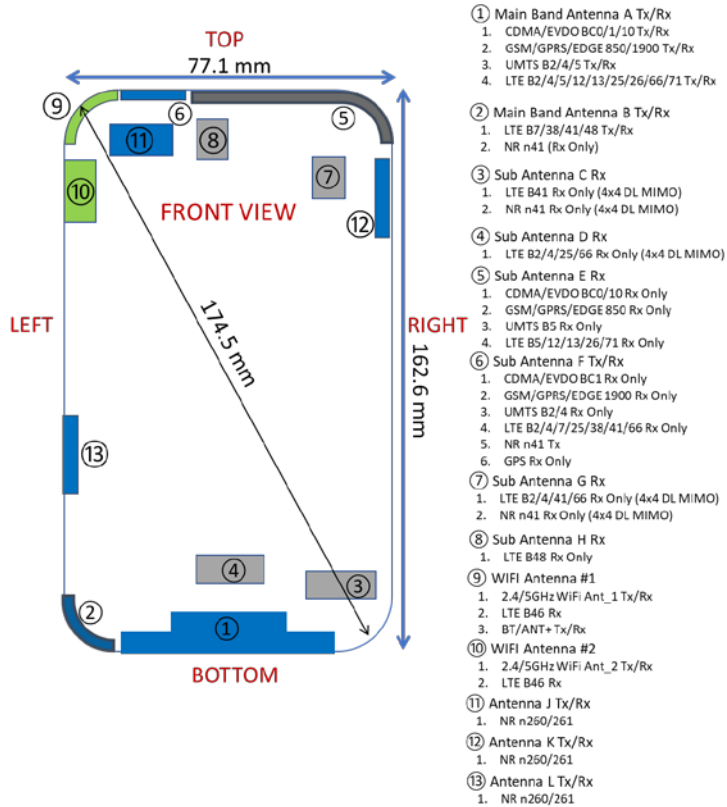 TOP
77.1 mm
⑨
⑥
⑤
⑪
⑧
⑦
⑩
FRONT VIEW
⑫
LEFT
174.5 mm
RIGHT
162.6 mm
⑬
④
③
②
①
BOTTOM
① Main Band Antenna A Tx/Rx
1. CDMA/EVDO BC0/1/10 Tx/Rx
2. GSM/GPRS/EDGE 850/1900 Tx/Rx
3. UMTS B2/4/5 Tx/Rx
4. LTE B2/4/5/12/13/25/26/66/71 Tx/Rx
② Main Band Antenna B Tx/Rx
1. LTE B7/38/41/48 Tx/Rx
2. NR n41 (Rx Only)
③ Sub Antenna C Rx
1. LTE B41 Rx Only (4x4 DL MIMO)
2. NR n41 Rx Only (4x4 DL MIMO)
④ Sub Antenna D Rx
1. LTE B2/4/25/66 Rx Only (4x4 DL MIMO)
⑤ Sub Antenna E Rx
1. CDMA/EVDO BC0/10 Rx Only
2. GSM/GPRS/EDGE 850 Rx Only
3. UMTS B5 Rx Only
4. LTE B5/12/13/26/71 Rx Only
⑥ Sub Antenna F Tx/Rx
1. CDMA/EVDO BC1 Rx Only
2. GSM/GPRS/EDGE 1900 Rx Only
3. UMTS B2/4 Rx Only
4. LTE B2/4/7/25/38/41/66 Rx Only
5. NR n41 Tx
6. GPS Rx Only
⑦ Sub Antenna G Rx
1. LTE B2/4/41/66 Rx Only (4x4 DL MIMO)
2. NR n41 Rx Only (4x4 DL MIMO)
⑧ Sub Antenna H Rx
1. LTE B48 Rx Only
⑨ WIFI Antenna #1
1. 2.4/5GHz WiFi Ant_1 Tx/Rx
2. LTE B46 Rx
3. BT/ANT+ Tx/Rx
⑩ WIFI Antenna #2
1. 2.4/5GHz WiFi Ant_2 Tx/Rx
2. LTE B46 Rx
⑪ Antenna J Tx/Rx
1. NR n260/261
⑫ Antenna K Tx/Rx
1. NR n260/261
⑬ Antenna L Tx/Rx
1. NR n260/261